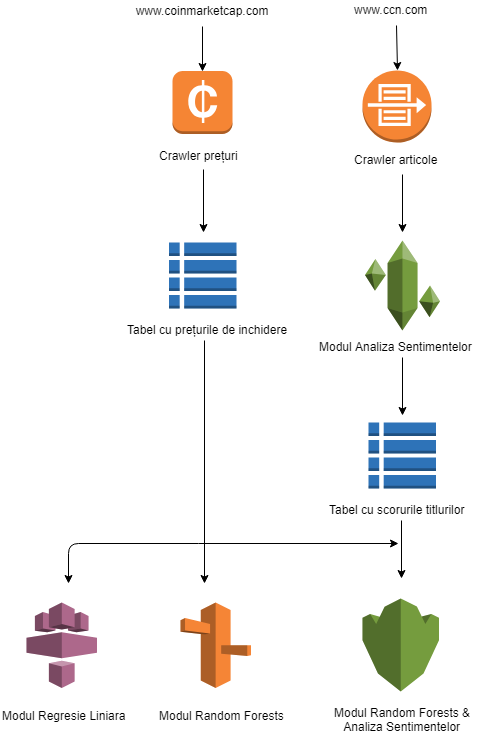 www.coinmarketcap.com
www.ccn.com
Crawler prețuri
Crawler articole
Tabel cu prețurile de inchidere
Modul Analiza Sentimentelor
Tabel cu scorurile titlurilor
Modul Regresie Liniara
Modul Random Forests
Modul Random Forests &
Analiza Sentimentelor